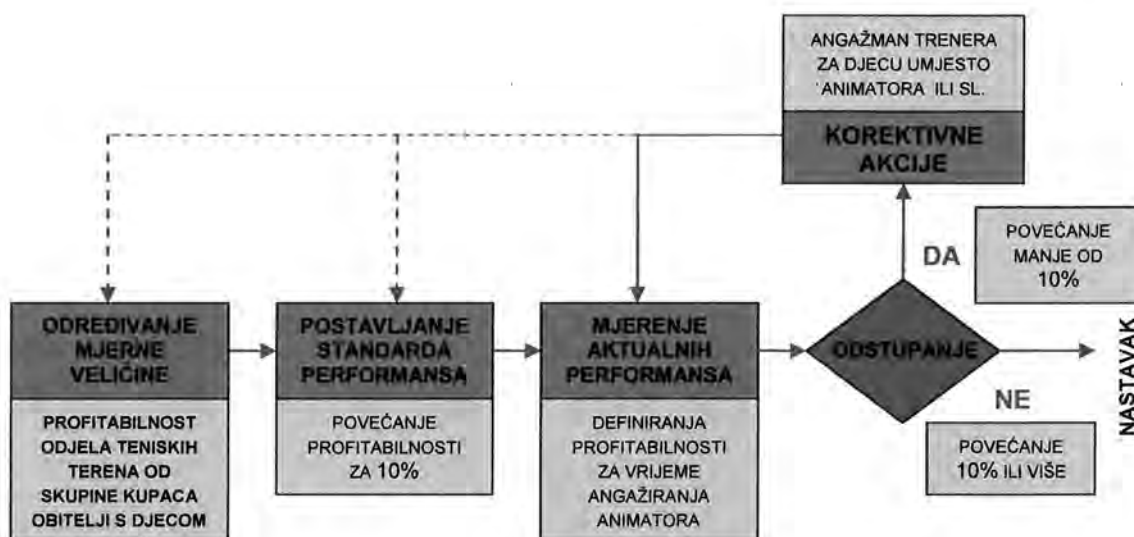 ANGAŽMAN TRENERA
ZA DJECU UMJESTO
ANIMATORA ILI SL.
KOREKTIVNE
AKCIJE
DA
POVEĆANJE
MANJE OD
10%
ODREĐIVANJE
MJERNE
VELIČINE
PROFITABILNOST
ODJELA TENISKIH
TERENA OD
SKUPINE KUPACA
OBITELJI S DJECOM
POSTAVLJANJE
STANDARDA
PERFORMANSA
POVEĆANJE
PROFITABILNOSTI
ZA 10%
MJERENJE
AKTUALNIH
PERFORMANSA
DEFINIRANJA
PROFITABILNOSTI
ZA VRIJEME
ANGAŽIRANJA
ANIMATORA
ODSTUPANJE
NE
POVEĆANJE
10% ILI VIŠE
NASTAVAK